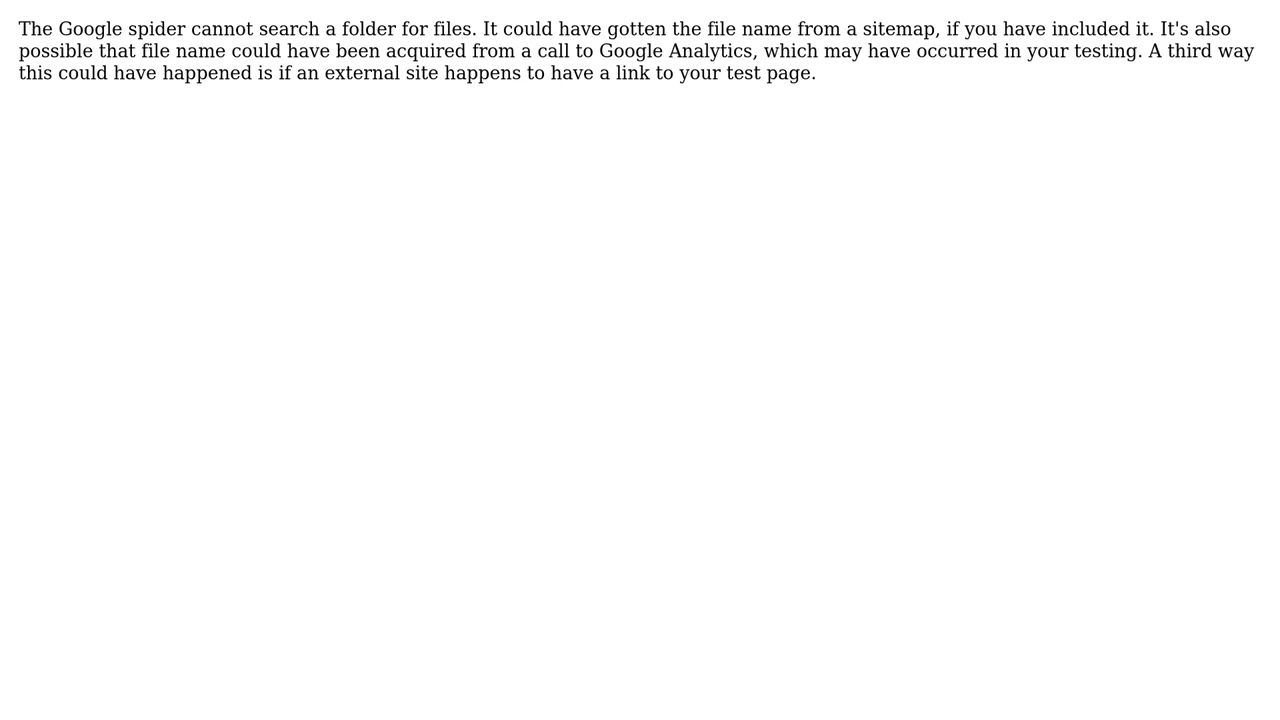 The Google spider cannot search a folder for files. It could have gotten the file name from a sitemap, if you have included it. It's also
possible that file name could have been acquired from a call to Google Analytics, which may have occurred in your testing. A third way
this could have happened is if an external site happens to have a link to your test page.